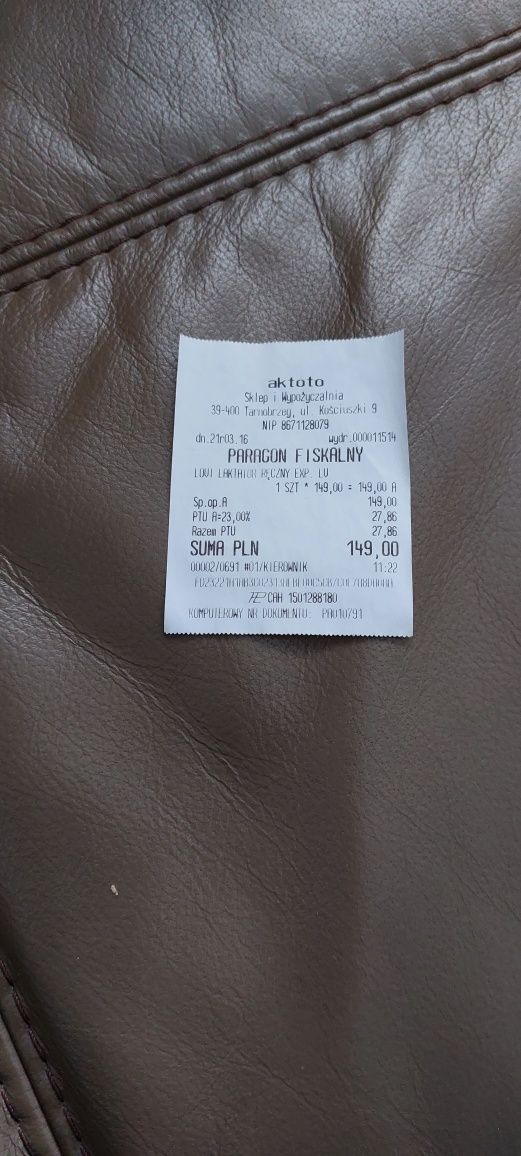 aktoto
Sklep i Wypożyczalnia
39-400 Tarnobrzeg, ul. Kościuszki 9
NIP 8671128079
dn.21r03.16 wydr.000011514
PARAGON FISKALNY
LOVI LAKTATOR RĘCZNY EXP. LV
1 SZT * 149,00 = 149,00 A
Sp.op.A 149,00
PTU A=23,00% 27,86
Razem PTU 27,86
SUMA PLN 149,00
00002/0691 #01/KIEROWNIK 11:22
CAH 1501288180
KOMPUTEROWY NR DOKUMENTU: PA010791